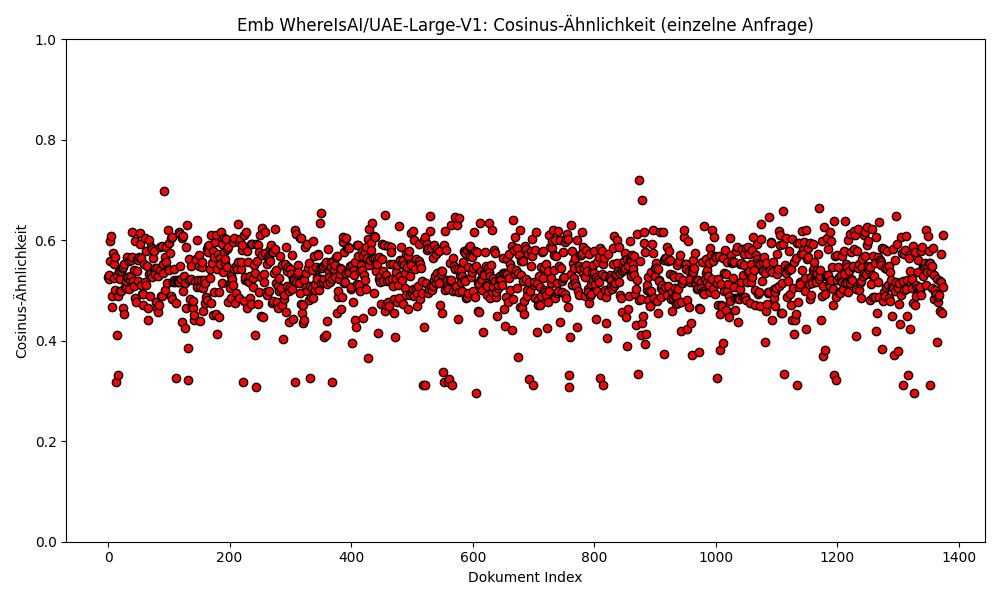 Emb WhereIsAI/UAE-Large-V1: Cosinus-Ähnlichkeit (einzelne Anfrage)
1.0
0.8
0.6
0.4
0.2
0.0
Cosinus-Ähnlichkeit
0 200 400 600 800 1000 1200 1400
Dokument Index